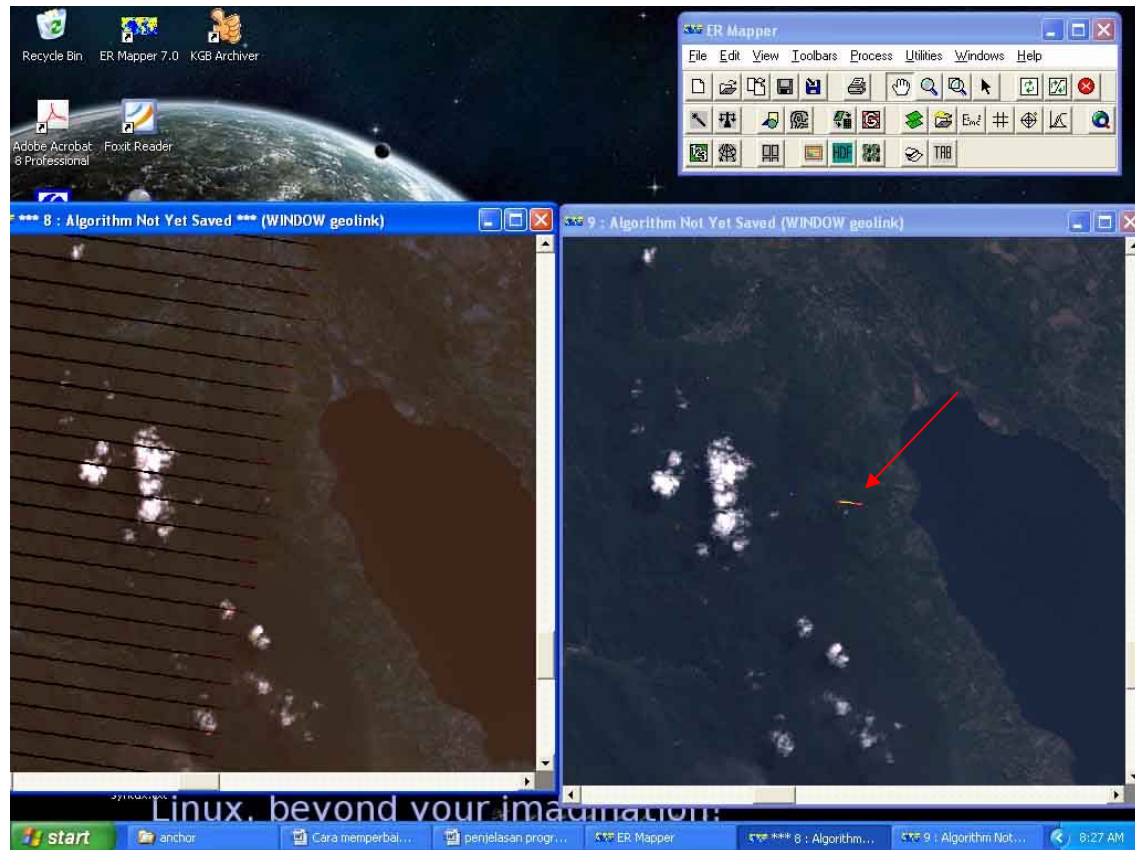 Recycle Bin
ER Mapper 7.0
KGB Archiver
Adobe Acrobat
8 Professional
Foxit Reader
ER Mapper
File Edit View Toolbars Process Utilities Windows Help
HDF
TAB
*** 8 : Algorithm Not Yet Saved *** (WINDOW geolink)
9 : Algorithm Not Yet Saved (WINDOW geolink)
Linux, beyond your imagination!
start
anchor
Cara memperbai...
penjelasan progr...
ER Mapper
*** 8 : Algorithm...
9 : Algorithm Not...
8:27 AM